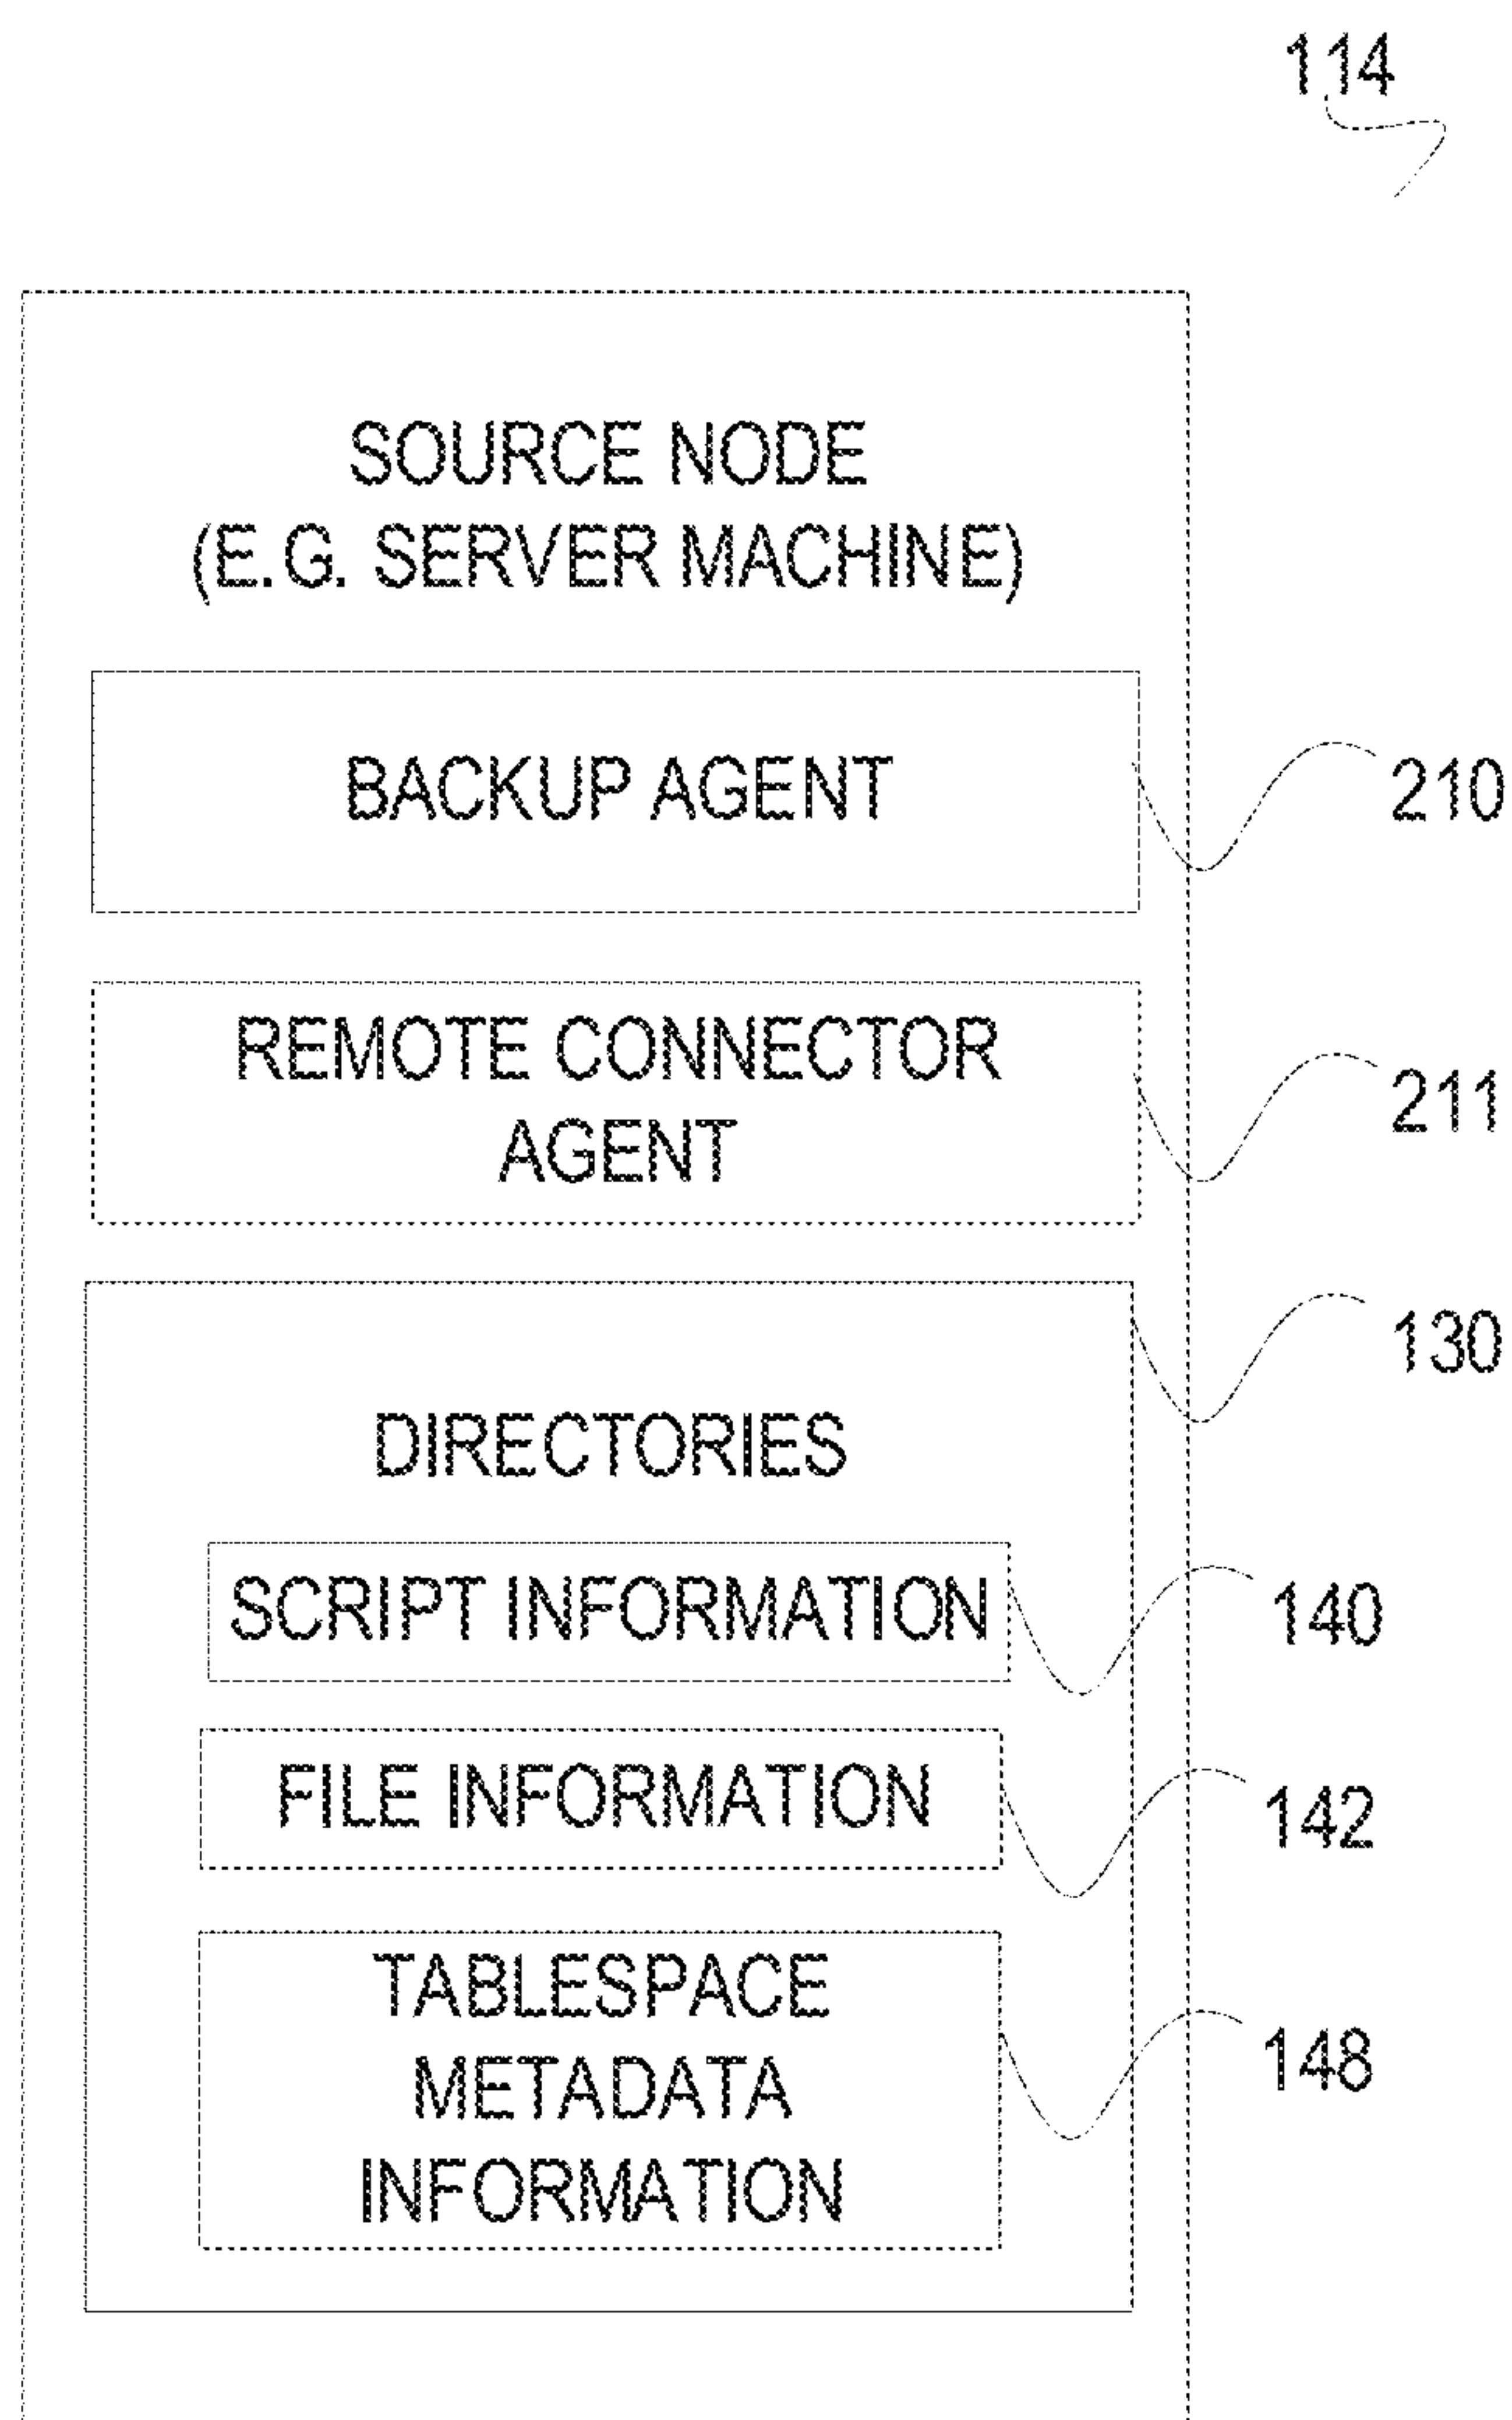 114
SOURCE NODE
(E.G. SERVER MACHINE)
BACKUP AGENT
210
REMOTE CONNECTOR
AGENT
211
130
DIRECTORIES
SCRIPT INFORMATION
140
FILE INFORMATION
142
TABLESPACE
METADATA
INFORMATION
148